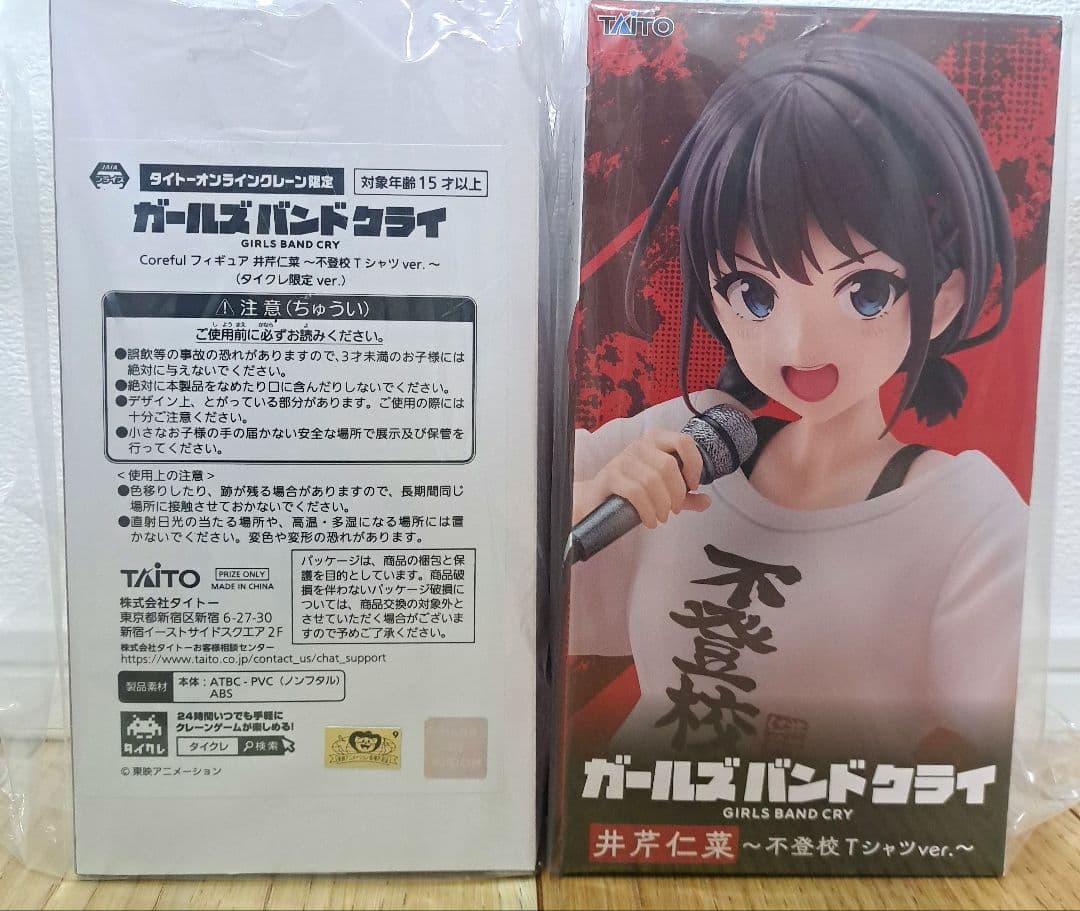 JAIA
プライズ
タイトーオンラインクレーン限定
対象年齢15才以上
ガールズバンドクライ
GIRLS BAND CRY
Coreful フィギュア 井芹仁菜 ～不登校Tシャツver.～
(タイクレ限定ver.)
⚠注意(ちゅうい)
ご使用前に必ずお読みください。
●誤飲等の事故の恐れがありますので、3才未満のお子様には
絶対に与えないでください。
●絶対に本製品をなめたり口に含んだりしないでください。
●デザイン上、とがっている部分があります。ご使用の際には
十分ご注意ください。
●小さなお子様の手の届かない安全な場所で展示及び保管を
行ってください。
<使用上の注意>
●色移りしたり、跡が残る場合がありますので、長期間同じ
場所に接触させておかないでください。
●直射日光の当たる場所や、高温・多湿になる場所には置
かないでください。変色や変形の恐れがあります。
TAITO
PRIZE ONLY
MADE IN CHINA
株式会社タイトー
東京都新宿区新宿6-27-30
新宿イーストサイドスクエア2F
株式会社タイトーお客様相談センター
https://www.taito.co.jp/contact_us/chat_support
パッケージは、商品の梱包と保
護を目的としています。商品破
損を伴わないパッケージ破損に
ついては、商品交換の対象外と
させていただく場合がございま
すので予めご了承ください。
製品素材
本体:ATBC-PVC(ノンフタル)
ABS
タイクレ
24時間いつでも手軽に
クレーンゲームが楽しめる!
タイクレ 検索
©東映アニメーション
TAITO
不登校
ガールズバンドクライ
GIRLS BAND CRY
井芹仁菜 ～不登校Tシャツver.～